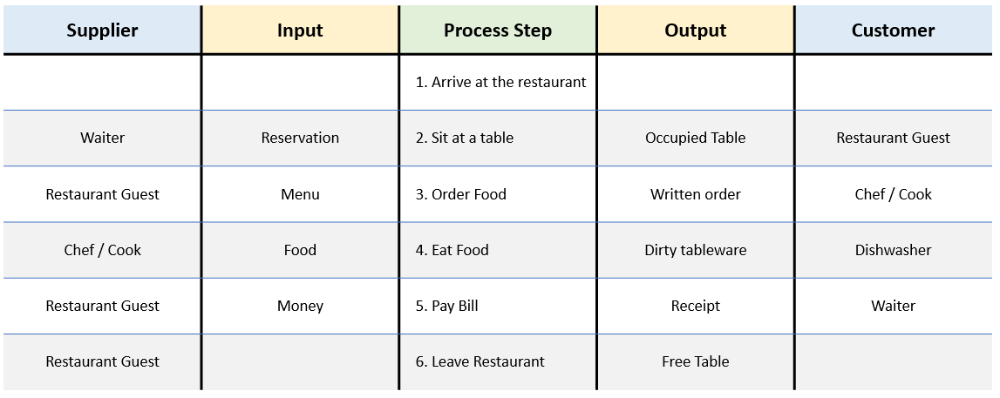 Supplier Input Process Step Output Customer
1. Arrive at the restaurant
Waiter Reservation 2. Sit at a table Occupied Table Restaurant Guest
Restaurant Guest Menu 3. Order Food Written order Chef / Cook
Chef / Cook Food 4. Eat Food Dirty tableware Dishwasher
Restaurant Guest Money 5. Pay Bill Receipt Waiter
Restaurant Guest 6. Leave Restaurant Free Table